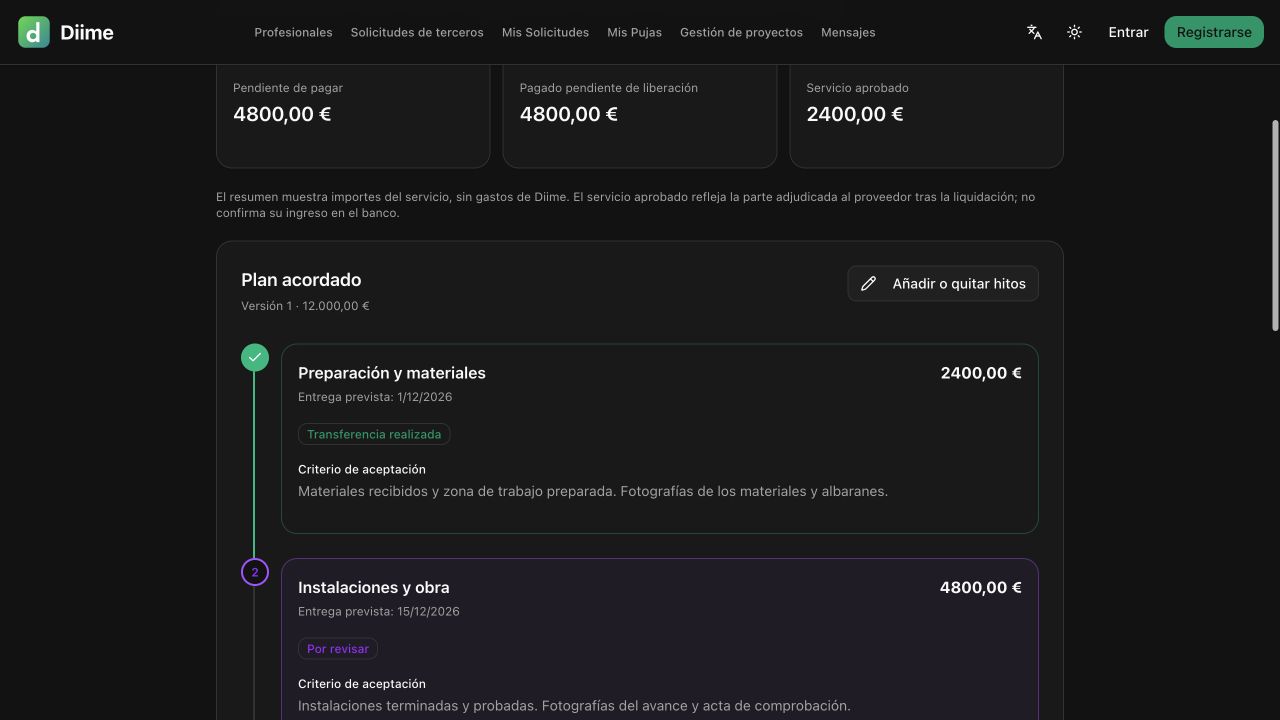 d Diime
Profesionales Solicitudes de terceros Mis Solicitudes Mis Pujas Gestión de proyectos Mensajes
Entrar Registrarse
Pendiente de pagar
4800,00 €
Pagado pendiente de liberación
4800,00 €
Servicio aprobado
2400,00 €
El resumen muestra importes del servicio, sin gastos de Diime. El servicio aprobado refleja la parte adjudicada al proveedor tras la liquidación; no
confirma su ingreso en el banco.
Plan acordado
Versión 1 · 12.000,00 €
Añadir o quitar hitos
Preparación y materiales
2400,00 €
Entrega prevista: 1/12/2026
Transferencia realizada
Criterio de aceptación
Materiales recibidos y zona de trabajo preparada. Fotografías de los materiales y albaranes.
2
Instalaciones y obra
4800,00 €
Entrega prevista: 15/12/2026
Por revisar
Criterio de aceptación
Instalaciones terminadas y probadas. Fotografías del avance y acta de comprobación.